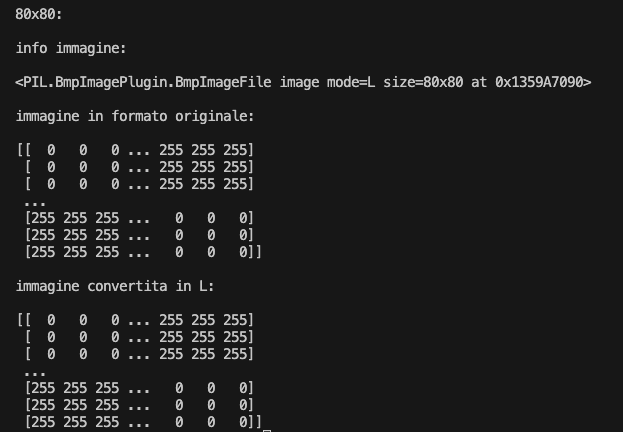 80x80:
info immagine:
<PIL.BmpImagePlugin.BmpImageFile image mode=L size=80x80 at 0x1359A7090>
immagine in formato originale:
[[  0   0   0 ... 255 255 255]
 [  0   0   0 ... 255 255 255]
 [  0   0   0 ... 255 255 255]
 ...
 [255 255 255 ...   0   0   0]
 [255 255 255 ...   0   0   0]
 [255 255 255 ...   0   0   0]]
immagine convertita in L:
[[  0   0   0 ... 255 255 255]
 [  0   0   0 ... 255 255 255]
 [  0   0   0 ... 255 255 255]
 ...
 [255 255 255 ...   0   0   0]
 [255 255 255 ...   0   0   0]
 [255 255 255 ...   0   0   0]]